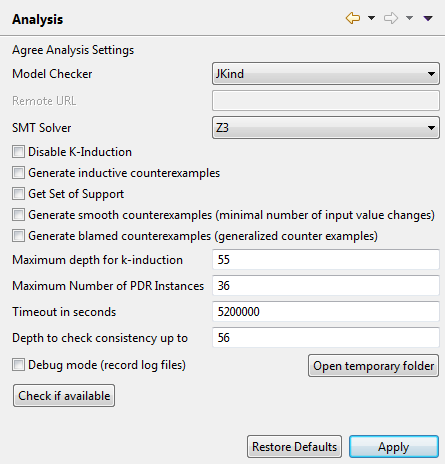 Analysis
Agree Analysis Settings
Model Checker JKind
Remote URL
SMT Solver Z3
Disable K-Induction
Generate inductive counterexamples
Get Set of Support
Generate smooth counterexamples (minimal number of input value changes)
Generate blamed counterexamples (generalized counter examples)
Maximum depth for k-induction 55
Maximum Number of PDR Instances 36
Timeout in seconds 5200000
Depth to check consistency up to 56
Debug mode (record log files) Open temporary folder
Check if available
Restore Defaults Apply